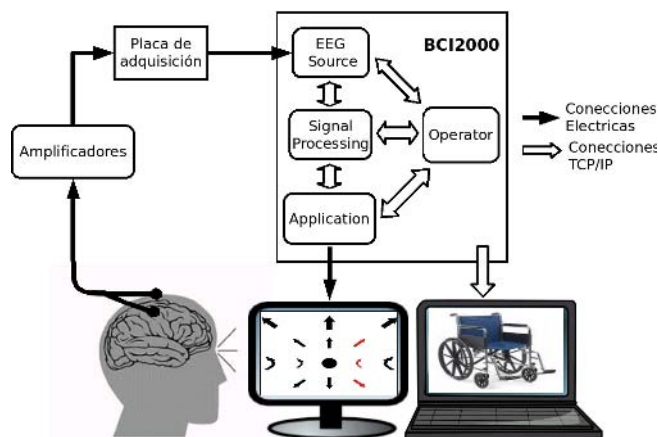 Placa de
adquisición
EEG
Source
BCI2000
Signal
Processing
Operator
Amplificadores
Application
Conecciones
Electricas
Conecciones
TCP/IP